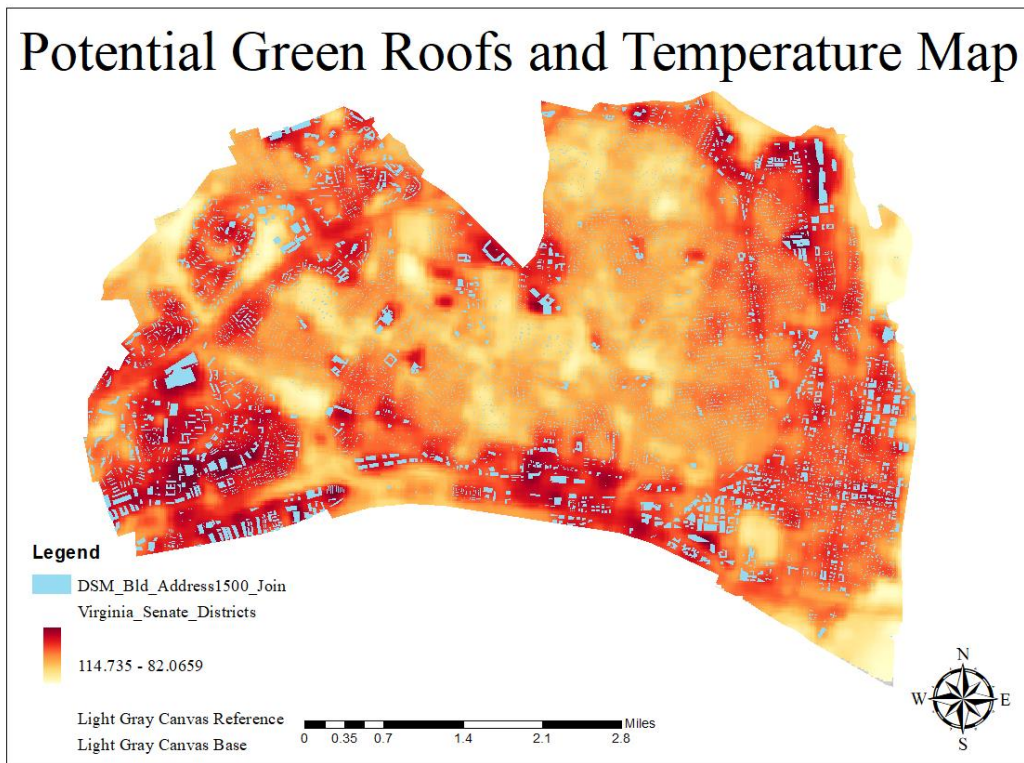 Potential Green Roofs and Temperature Map
Legend
DSM_Bld_Address1500_Join
Virginia_Senate_Districts
114.735 - 82.0659
Light Gray Canvas Reference
Light Gray Canvas Base
Miles
0 0.35 0.7 1.4 2.1 2.8
N
W E
S